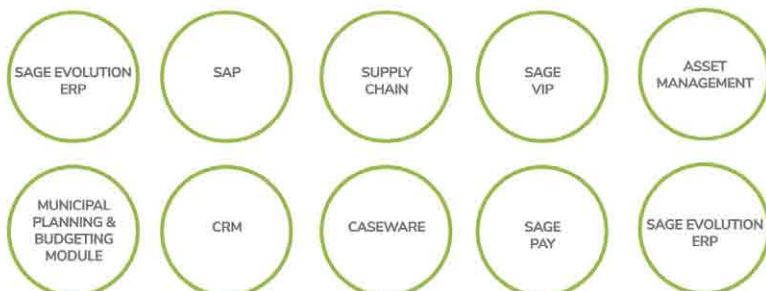 SAGE EVOLUTION
ERP
SAP
SUPPLY
CHAIN
SAGE
VIP
ASSET
MANAGEMENT
MUNICIPAL
PLANNING &
BUDGETING
MODULE
CRM
CASEWARE
SAGE
PAY
SAGE EVOLUTION
ERP